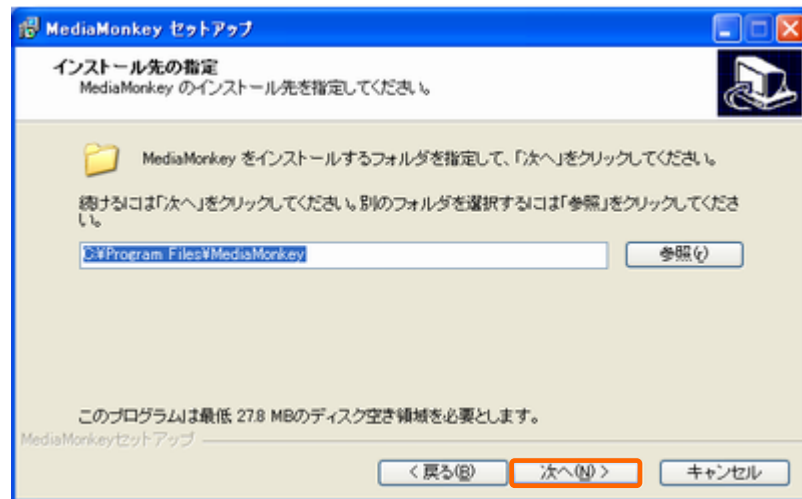 MediaMonkey セットアップ
インストール先の指定
MediaMonkey のインストール先を指定してください。
MediaMonkey をインストールするフォルダを指定して、「次へ」をクリックしてください。
続けるには「次へ」をクリックしてください。別のフォルダを選択するには「参照」をクリックしてくださ
い。
C:¥Program Files¥MediaMonkey
参照(r)
このプログラムは最低 27.8 MBのディスク空き領域を必要とします。
MediaMonkeyセットアップ
< 戻る(B)
次へ(N) >
キャンセル